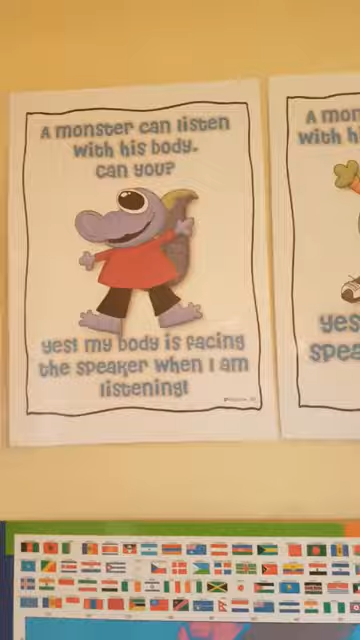 A monster can listen
with his body.
can you?
yes! my body is facing
the speaker when I am
listening!
A mon
with h
yes
spea